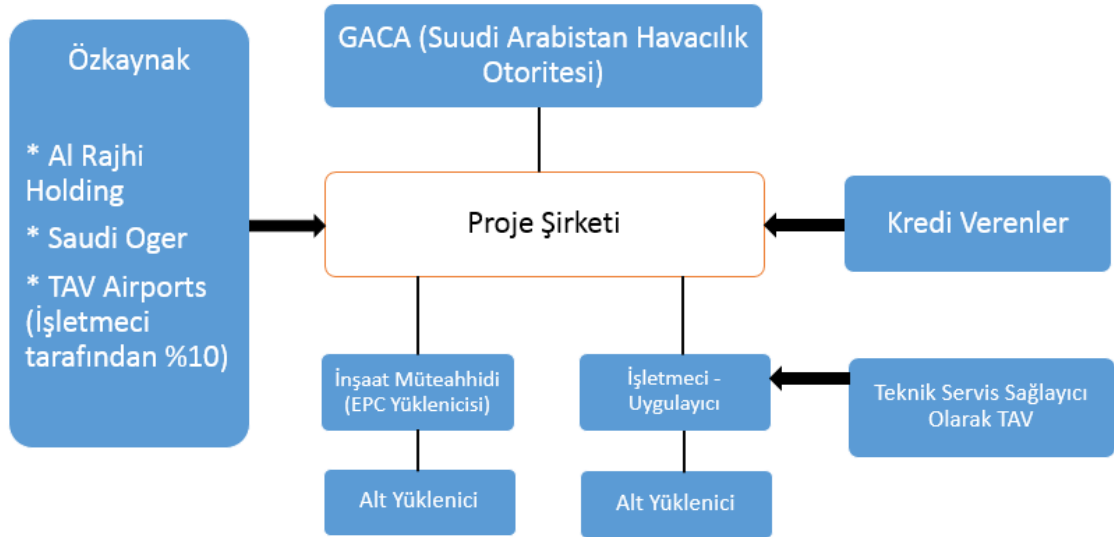 Özkaynak
* Al Rajhi
Holding
* Saudi Oger
* TAV Airports
(İşletmeci
tarafından %10)
GACA (Suudi Arabistan Havacılık
Otoritesi)
Proje Şirketi
Kredi Verenler
İnşaat Müteahhidi
(EPC Yüklenicisi)
İşletmeci -
Uygulayıcı
Teknik Servis Sağlayıcı
Olarak TAV
Alt Yüklenici
Alt Yüklenici